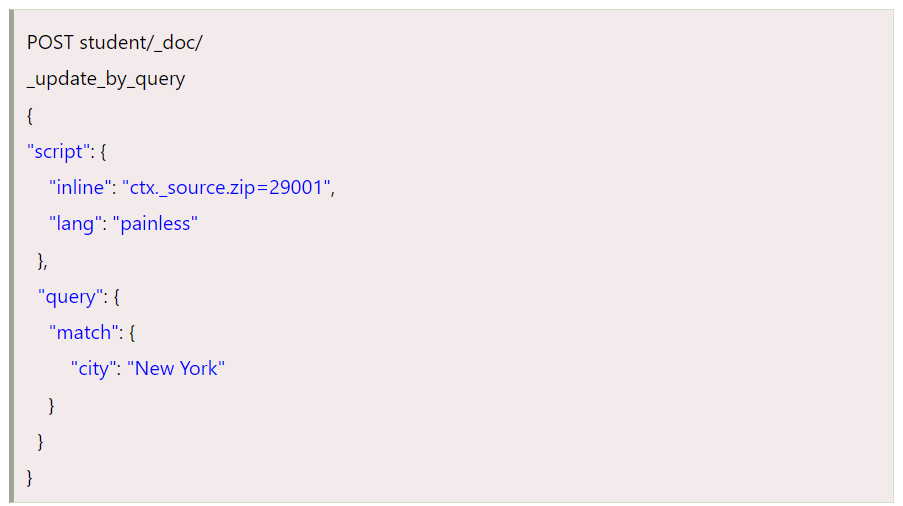 POST student/_doc/
_update_by_query
{
"script": {
"inline": "ctx._source.zip=29001",
"lang": "painless"
},
"query": {
"match": {
"city": "New York"
}
}
}